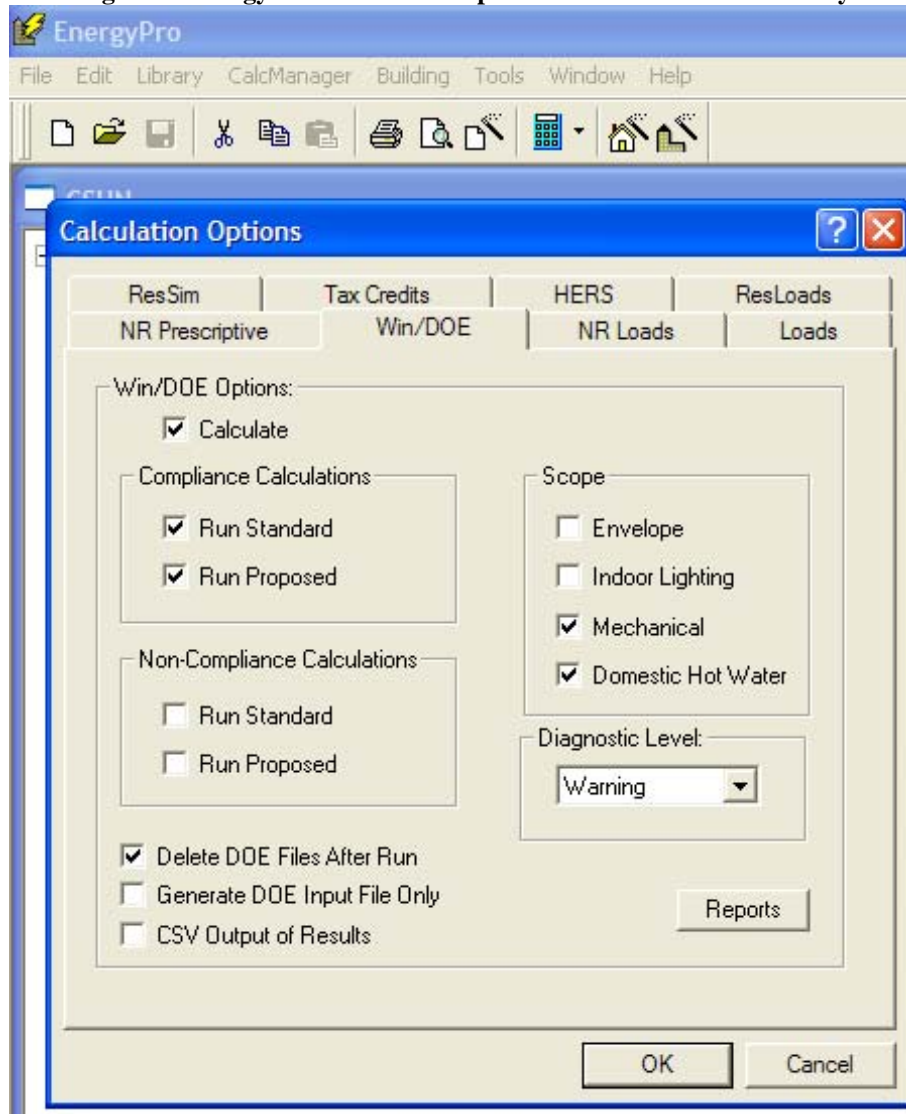 EnergyPro
File Edit Library CalcManager Building Tools Window Help
Calculation Options
ResSim Tax Credits HERS ResLoads
NR Prescriptive Win/DOE NR Loads Loads
Win/DOE Options:
Calculate
Compliance Calculations
Run Standard
Run Proposed
Non-Compliance Calculations
Run Standard
Run Proposed
Scope
Envelope
Indoor Lighting
Mechanical
Domestic Hot Water
Diagnostic Level:
Warning
Delete DOE Files After Run
Generate DOE Input File Only
CSV Output of Results
Reports
OK Cancel